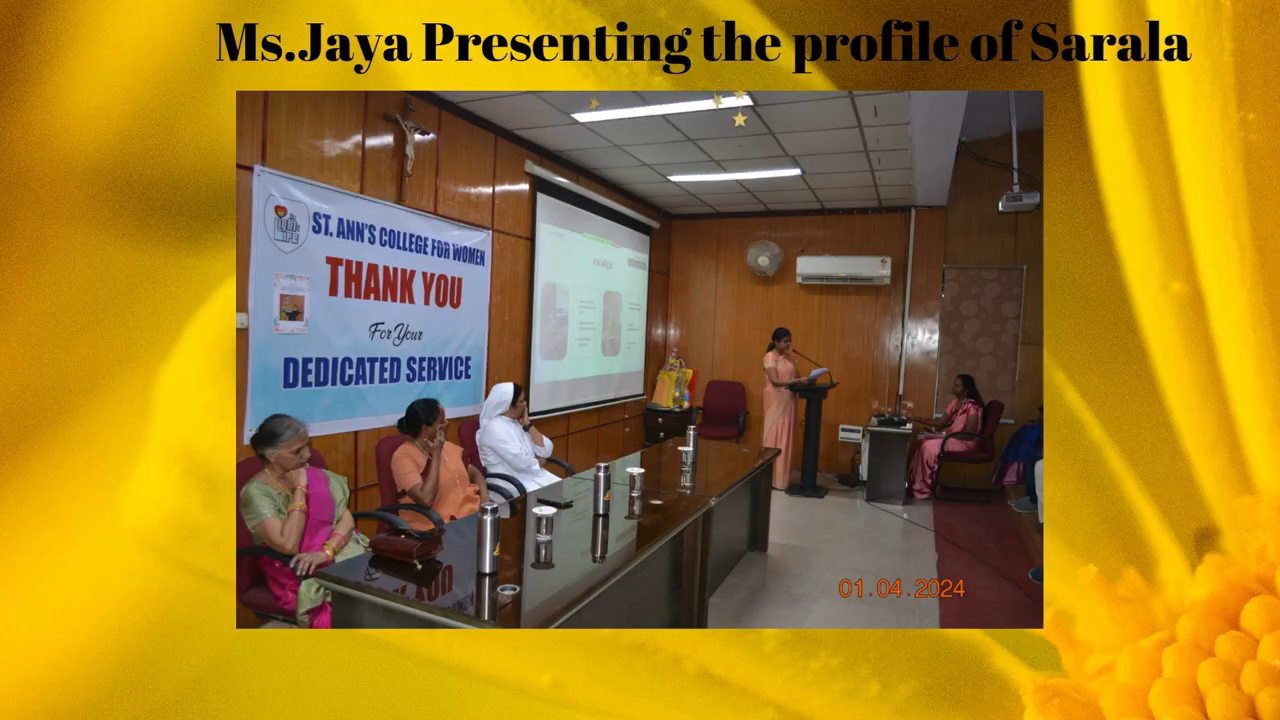 Ms.Jaya Presenting the profile of Sarala
ST. ANN'S COLLEGE FOR WOMEN
THANK YOU
For Your
DEDICATED SERVICE
LIFE
01.04.2024